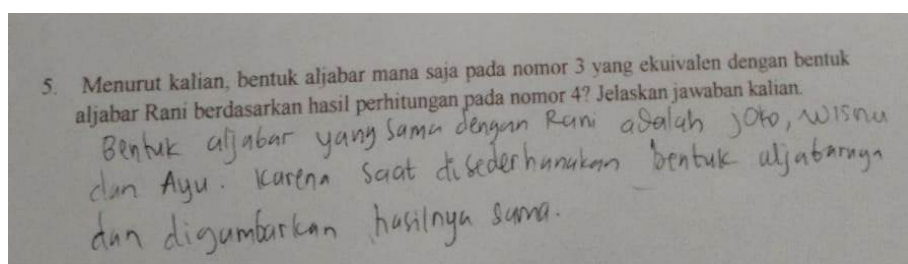 5. Menurut kalian, bentuk aljabar mana saja pada nomor 3 yang ekuivalen dengan bentuk
aljabar Rani berdasarkan hasil perhitungan pada nomor 4? Jelaskan jawaban kalian.
Bentuk aljabar yang sama dengan Rani adalah Joko, Wisnu
dan Ayu. Karena saat disederhanakan bentuk aljabarnya
dan digambarkan hasilnya sama.